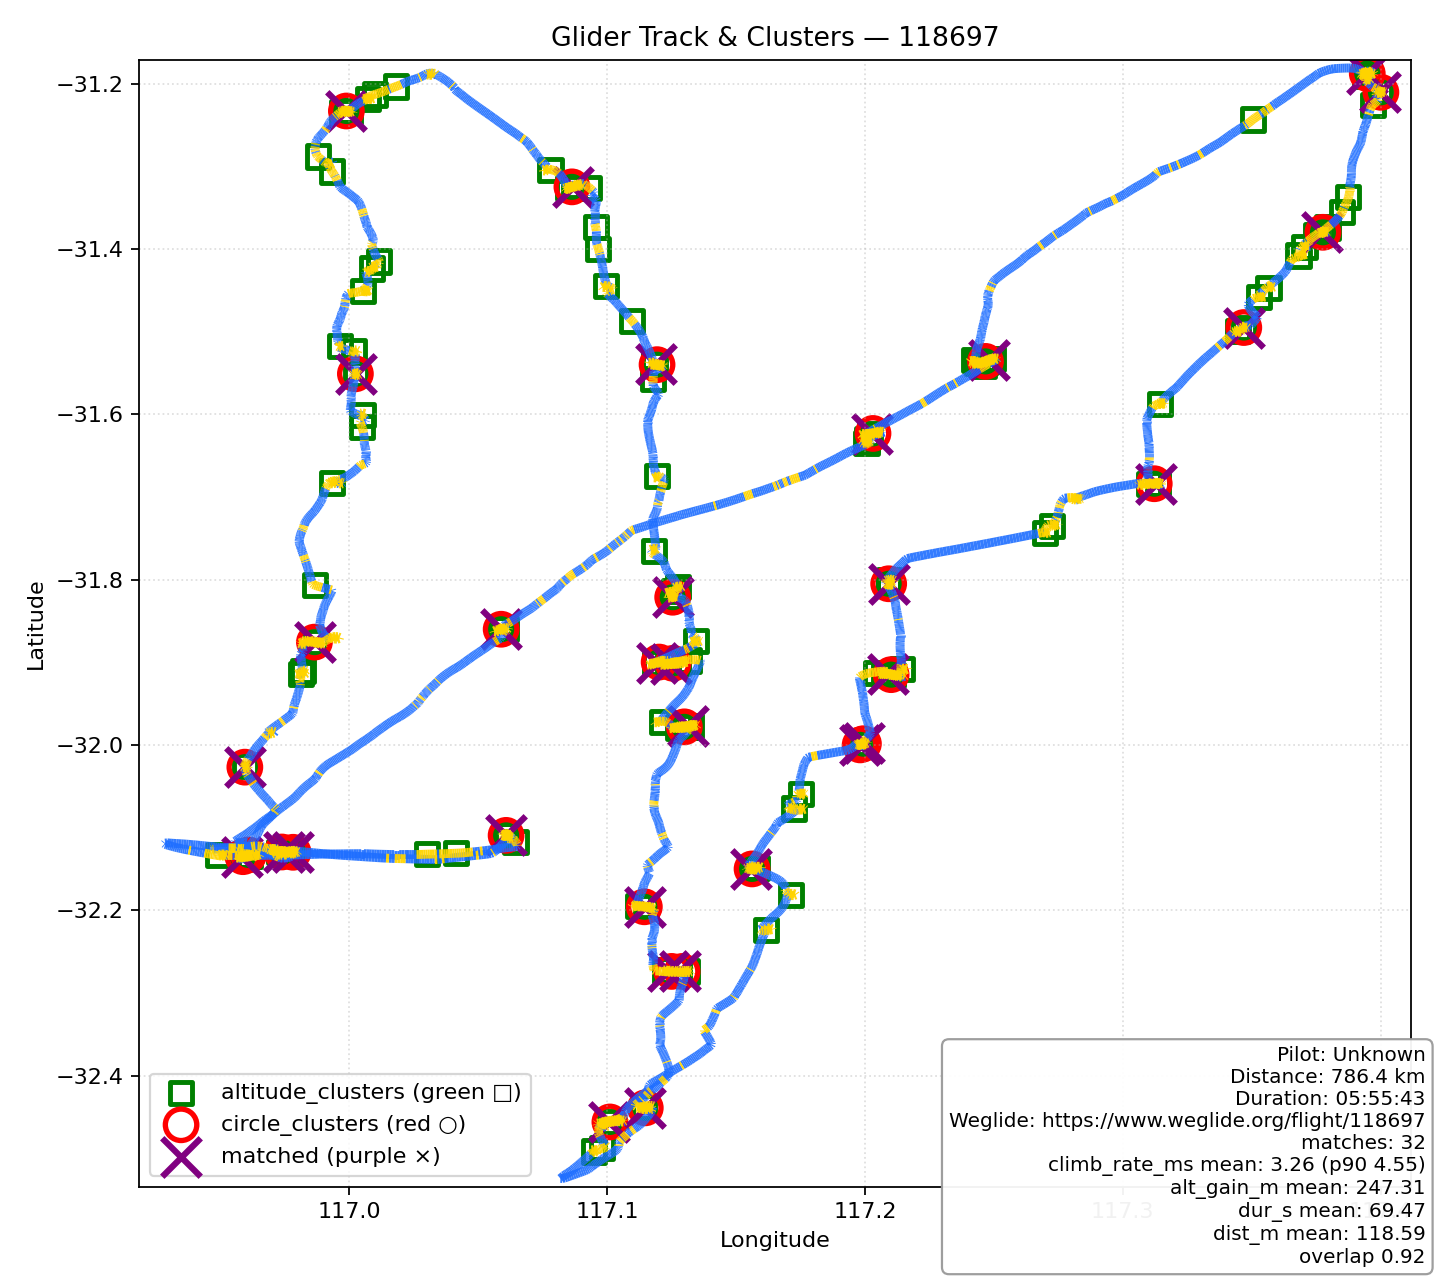 Glider Track & Clusters — 118697
Latitude
−31.2
−31.4
−31.6
−31.8
−32.0
−32.2
−32.4
altitude_clusters (green □)
circle_clusters (red ○)
matched (purple ×)
117.0
117.1
117.2
117.3
Longitude
Pilot: Unknown
Distance: 786.4 km
Duration: 05:55:43
Weglide: https://www.weglide.org/flight/118697
matches: 32
climb_rate_ms mean: 3.26 (p90 4.55)
alt_gain_m mean: 247.31
dur_s mean: 69.47
dist_m mean: 118.59
overlap 0.92